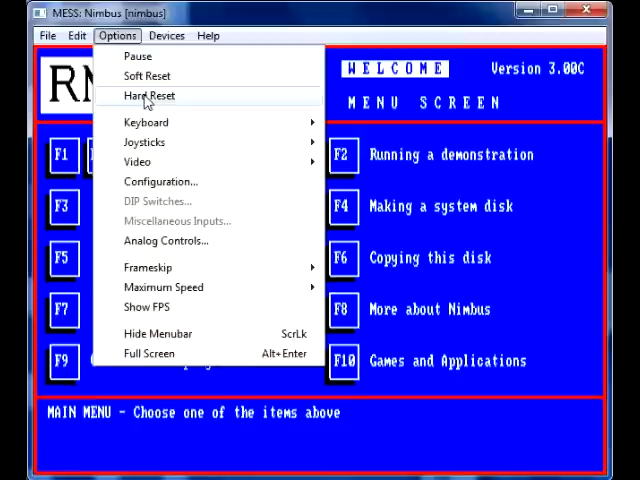 MESS: Nimbus [nimbus]
File Edit Options Devices Help
Pause
Soft Reset
Hard Reset
Keyboard
Joysticks
Video
Configuration...
DIP Switches...
Miscellaneous Inputs...
Analog Controls...
Frameskip
Maximum Speed
Show FPS
Hide Menubar ScrLk
Full Screen Alt+Enter
WELCOME Version 3.00C
MENU SCREEN
F1 F2 Running a demonstration
F3 F4 Making a system disk
F5 F6 Copying this disk
F7 F8 More about Nimbus
F9 F10 Games and Applications
MAIN MENU - Choose one of the items above